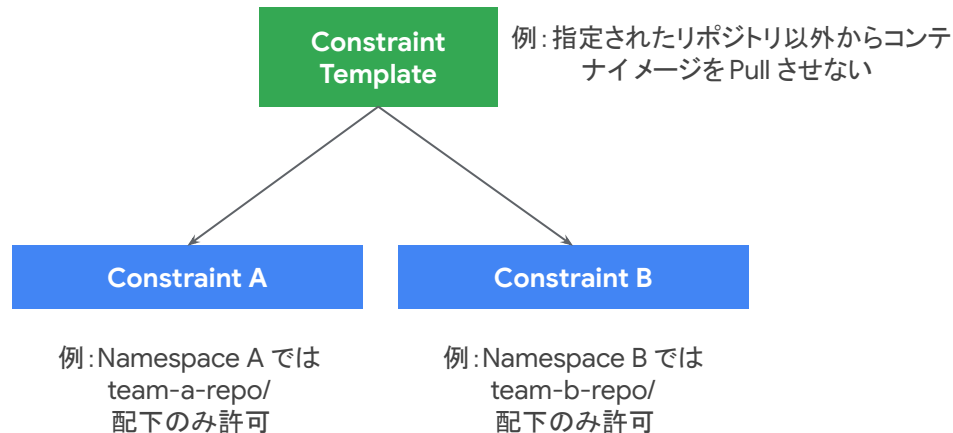 Constraint
Template
例：指定されたリポジトリ以外からコンテ
ナイメージを Pull させない
Constraint A
Constraint B
例：Namespace A では
team-a-repo/
配下のみ許可
例：Namespace B では
team-b-repo/
配下のみ許可